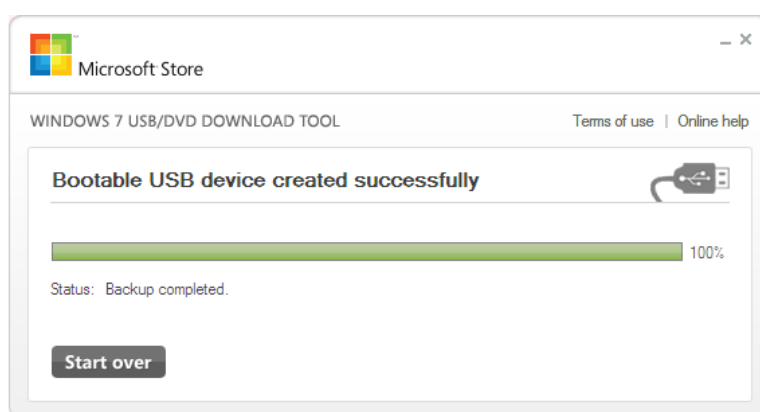 Microsoft Store
WINDOWS 7 USB/DVD DOWNLOAD TOOL
Terms of use | Online help
Bootable USB device created successfully
100%
Status: Backup completed.
Start over